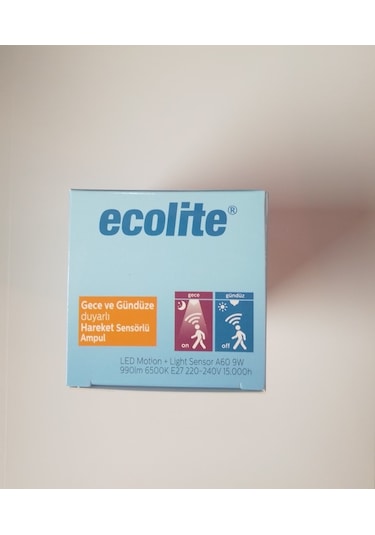 ecolite®
Gece ve Gündüze
duyarlı
Hareket Sensörlü
Ampul
gece
on
gündüz
off
LED Motion + Light Sensor A60 9W
990lm 6500K E27 220-240V 15,000h